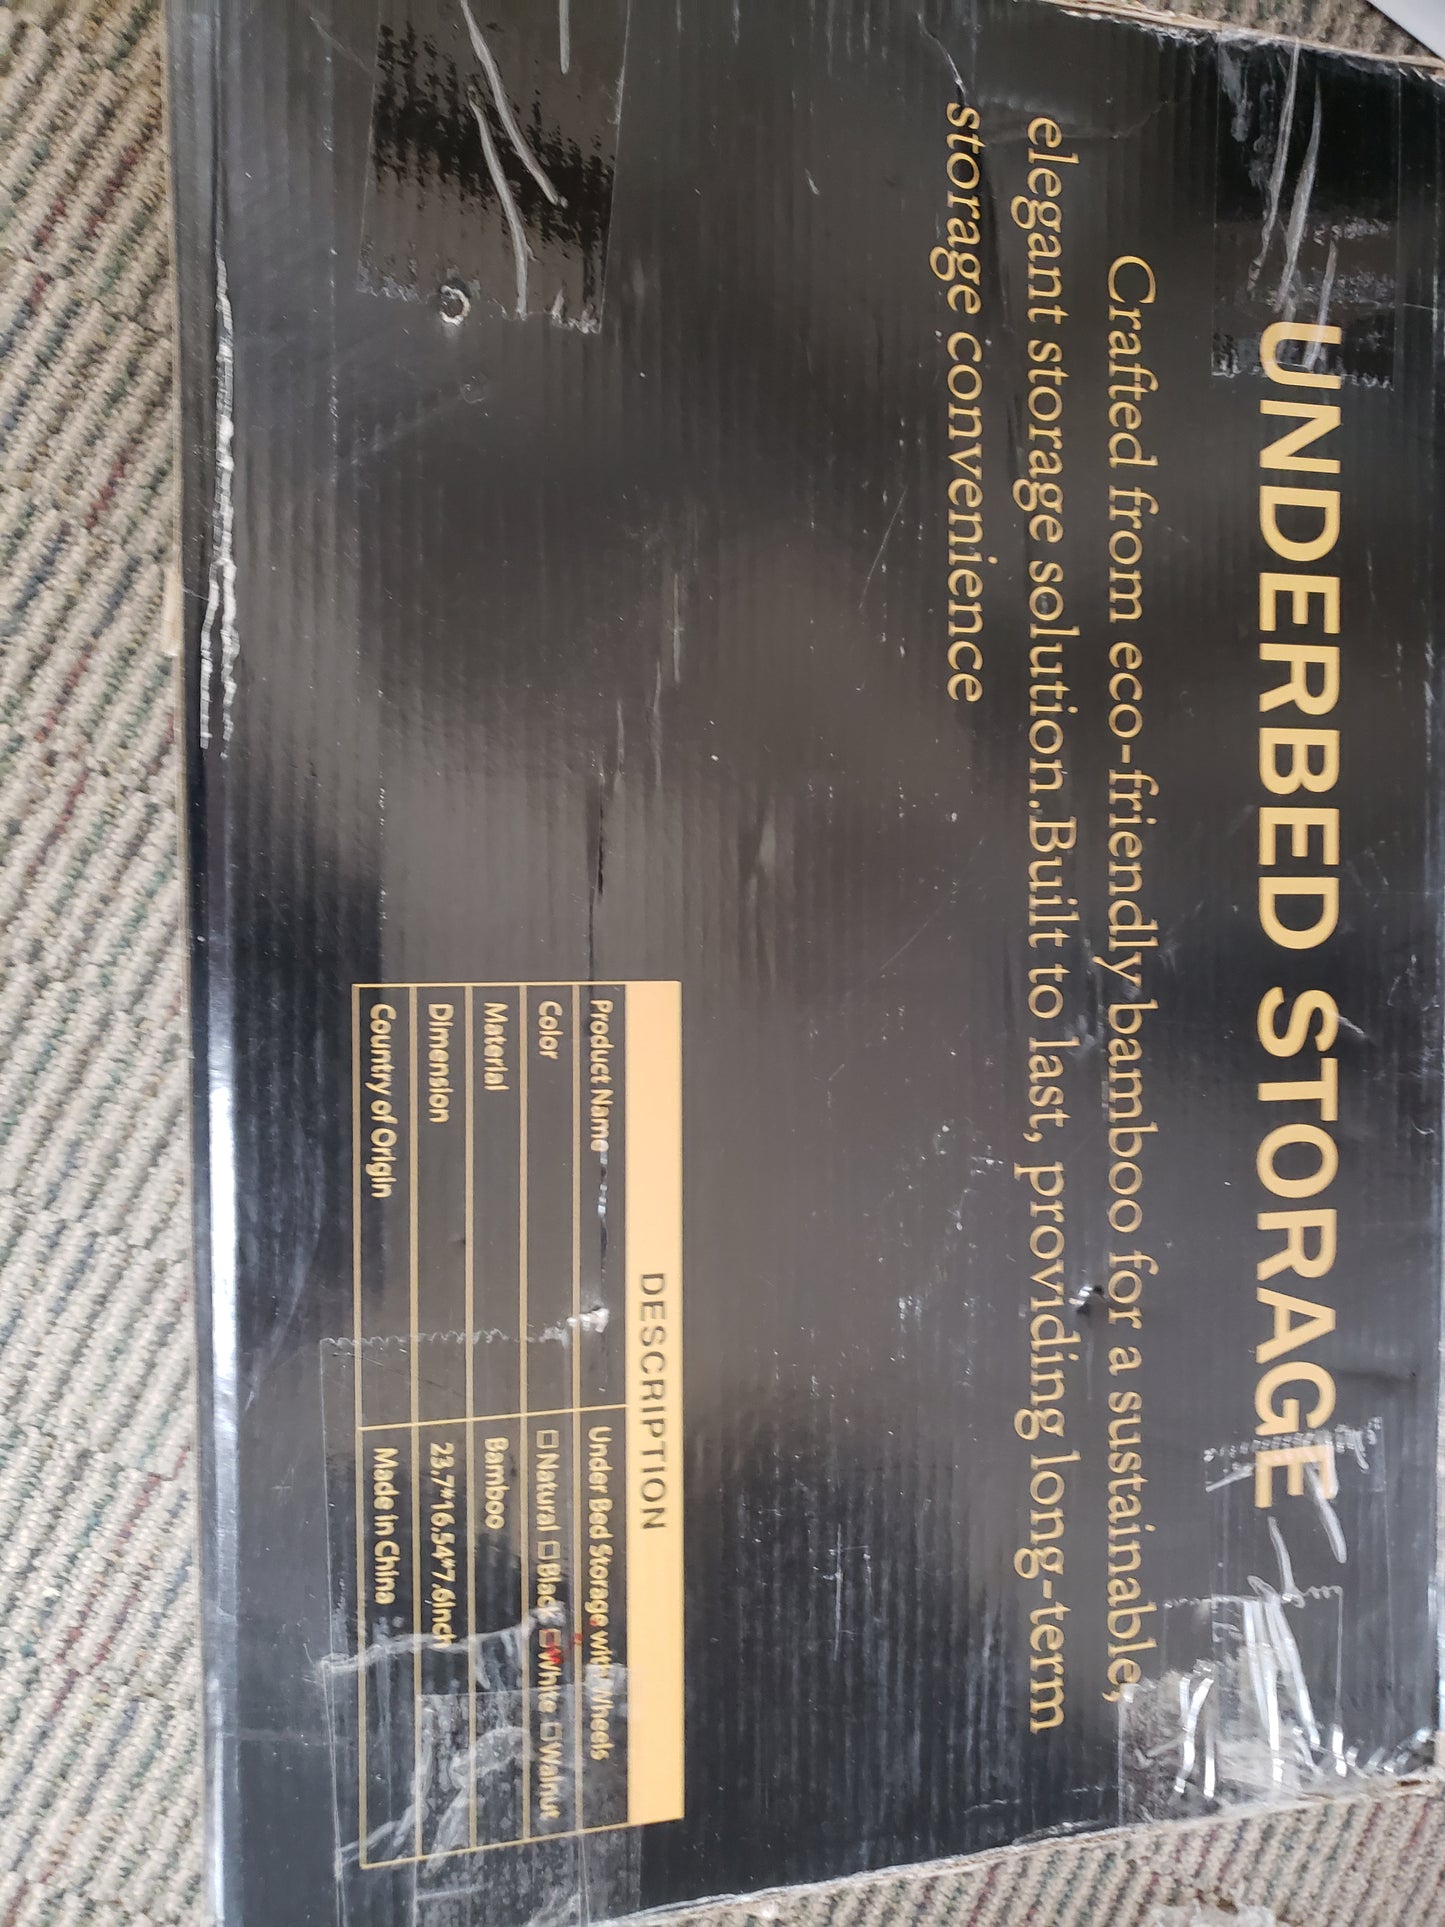 UNDERBED STORAGE
Crafted from eco-friendly bamboo for a sustainable,
elegant storage solution.Built to last, providing long-term
storage convenience
DESCRIPTION
Product Name Under Bed Storage with Wheels
Color ☐Natural ☐Black ☐White ☐Walnut
Material Bamboo
Dimension 23.7*16.54*7.6inch
Country of Origin Made in China